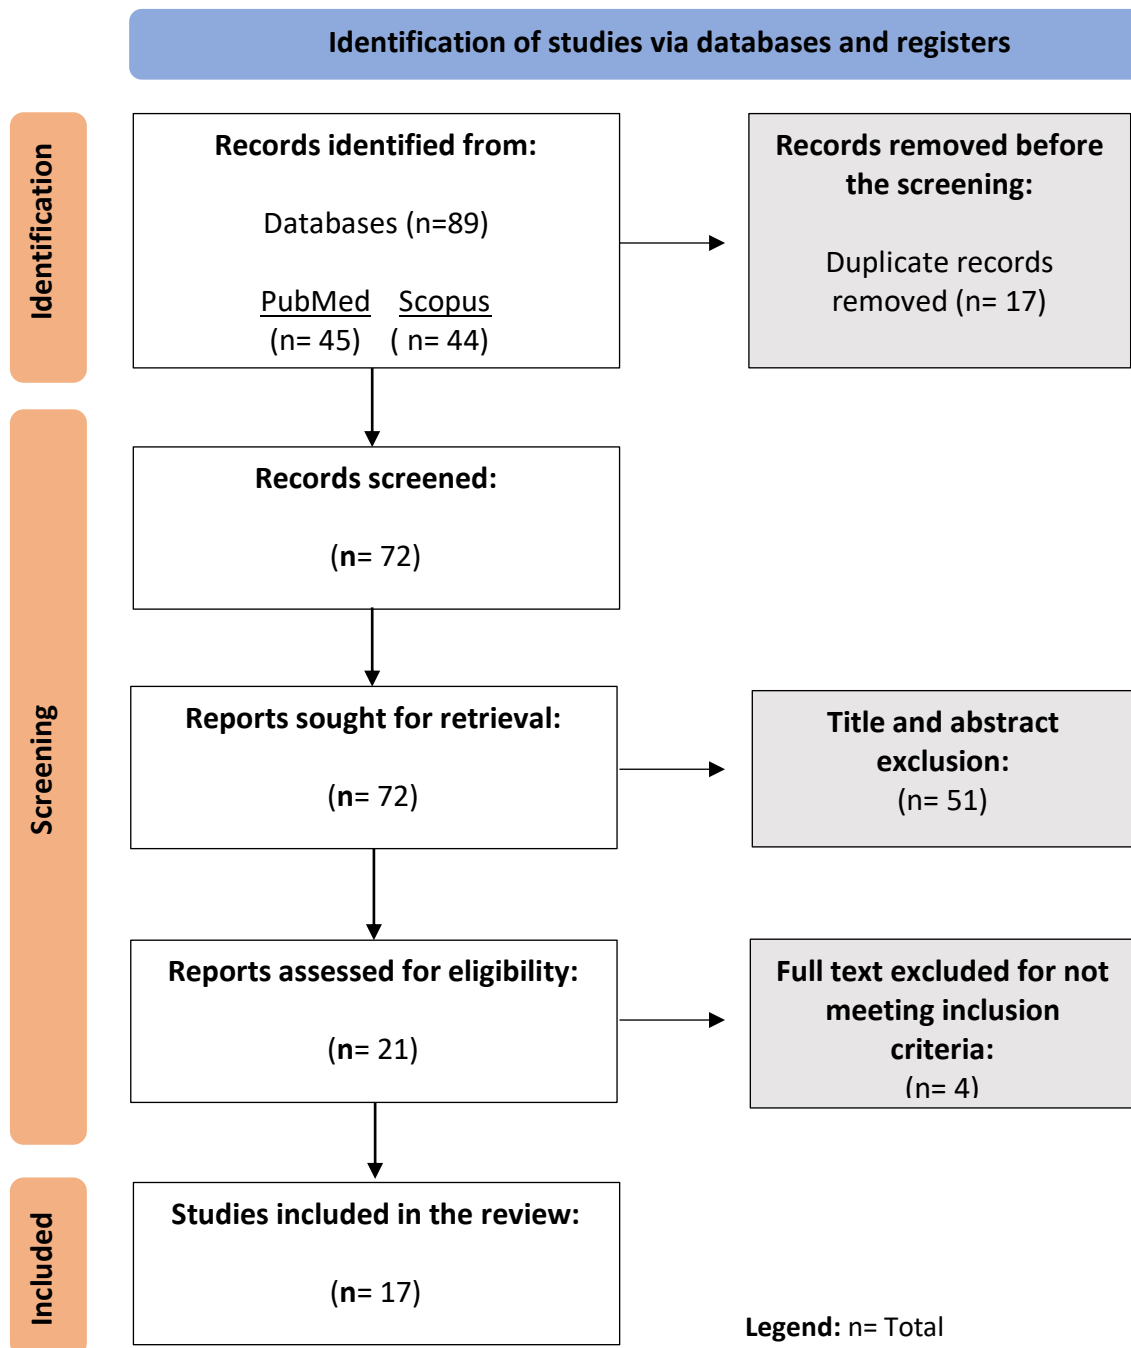 Identification of studies via databases and registers
Identification
Records identified from:
Databases (n=89)
PubMed Scopus
(n= 45) ( n= 44)
Records removed before
the screening:
Duplicate records
removed (n= 17)
Screening
Records screened:
(n= 72)
Reports sought for retrieval:
(n= 72)
Title and abstract
exclusion:
(n= 51)
Reports assessed for eligibility:
(n= 21)
Full text excluded for not
meeting inclusion
criteria:
(n= 4)
Included
Studies included in the review:
(n= 17)
Legend: n= Total